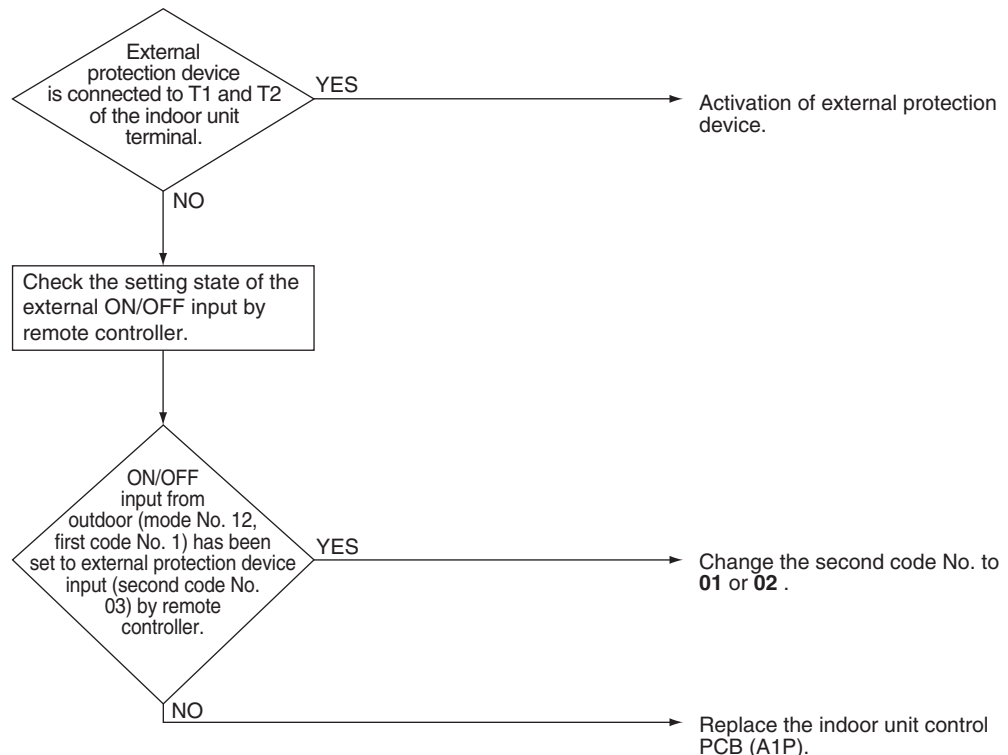 External
protection device
is connected to T1 and T2
of the indoor unit
terminal.
YES
Activation of external protection
device.
NO
Check the setting state of the
external ON/OFF input by
remote controller.
ON/OFF
input from
outdoor (mode No. 12,
first code No. 1) has been
set to external protection device
input (second code No.
03) by remote
controller.
YES
Change the second code No. to
01 or 02 .
NO
Replace the indoor unit control
PCB (A1P).